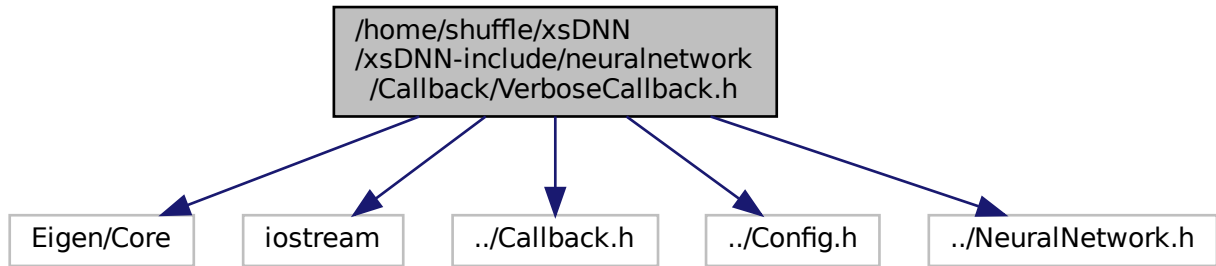 /home/shuffle/xsDNN
/xsDNN-include/neuralnetwork
/Callback/VerboseCallback.h
Eigen/Core
iostream
../Callback.h
../Config.h
../NeuralNetwork.h